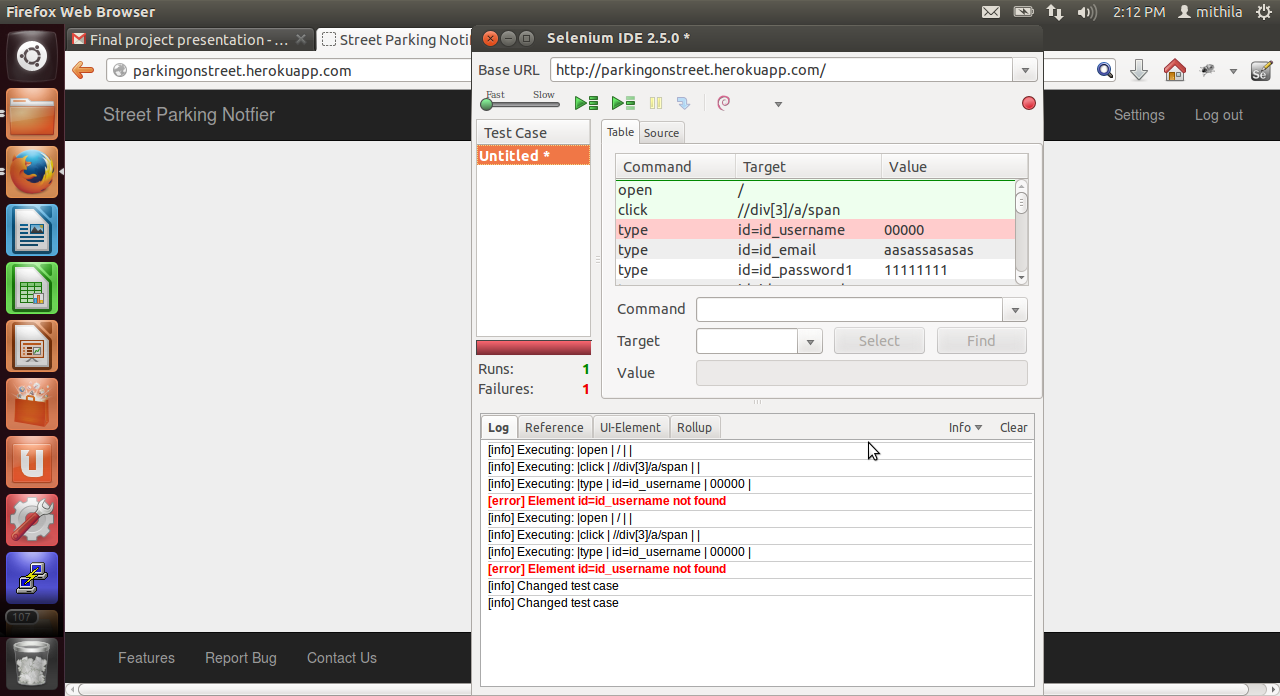 Firefox Web Browser
2:12 PM mithila
Final project presentation - ...
Street Parking Notif
parkingonstreet.herokuapp.com
Street Parking Notfier
Settings
Log out
Selenium IDE 2.5.0 *
Base URL http://parkingonstreet.herokuapp.com/
Fast Slow
Test Case
Untitled *
Runs: 1
Failures: 1
Table Source
Command Target Value
open /
click //div[3]/a/span
type id=id_username 00000
type id=id_email aasassasasas
type id=id_password1 11111111
Command
Target Select Find
Value
Log Reference UI-Element Rollup Info Clear
[info] Executing: |open | / | |
[info] Executing: |click | //div[3]/a/span | |
[info] Executing: |type | id=id_username | 00000 |
[error] Element id=id_username not found
[info] Executing: |open | / | |
[info] Executing: |click | //div[3]/a/span | |
[info] Executing: |type | id=id_username | 00000 |
[error] Element id=id_username not found
[info] Changed test case
[info] Changed test case
107
Features Report Bug Contact Us